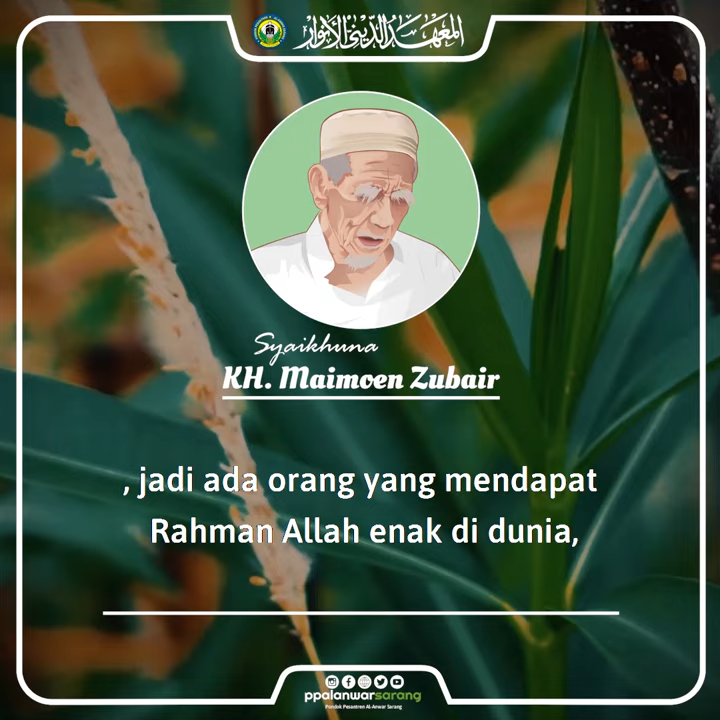 المعهد الديني الأنوار
Syaikhuna
KH. Maimoen Zubair
, jadi ada orang yang mendapat
Rahman Allah enak di dunia,
ppalanwarsarang
Pondok Pesantren Al-Anwar Sarang